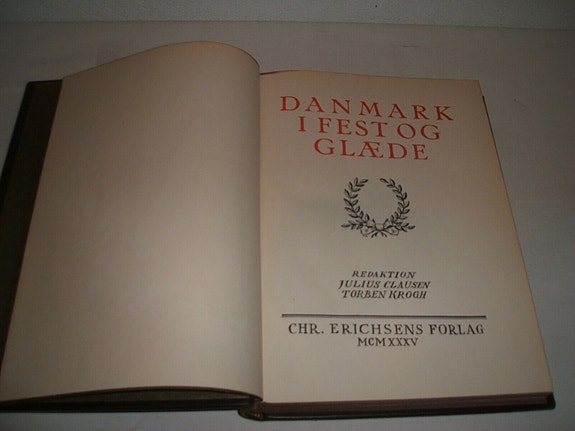 DANMARK
I FEST OG
GLÆDE
REDAKTION
JULIUS CLAUSEN
TORBEN KROGH
CHR. ERICHSENS FORLAG
MCMXXXV